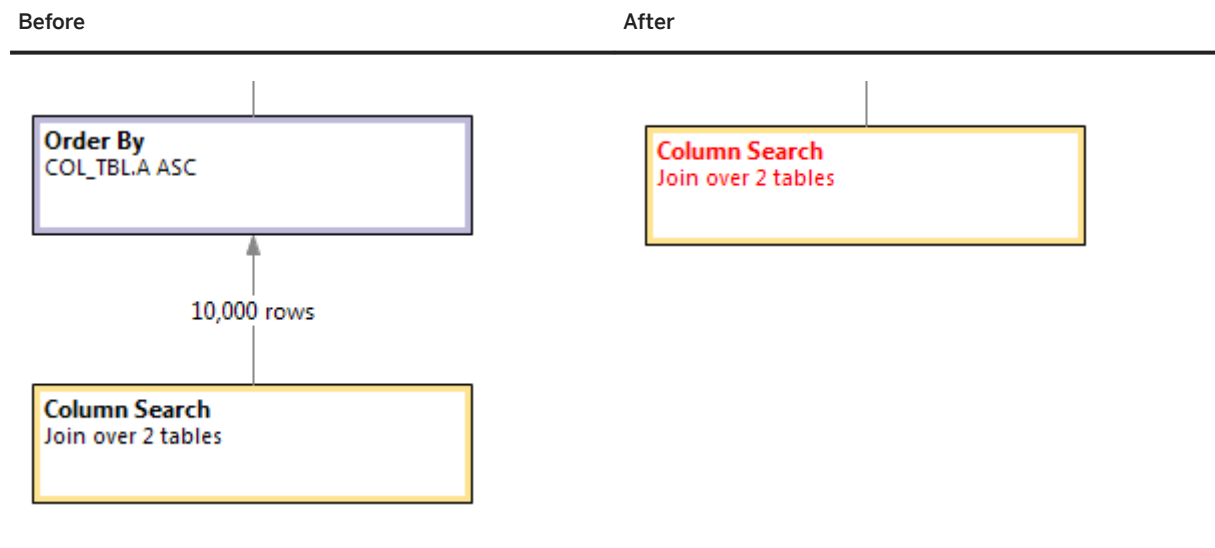 Before
After
Order By
COL_TBL.A ASC
10,000 rows
Column Search
Join over 2 tables
Column Search
Join over 2 tables